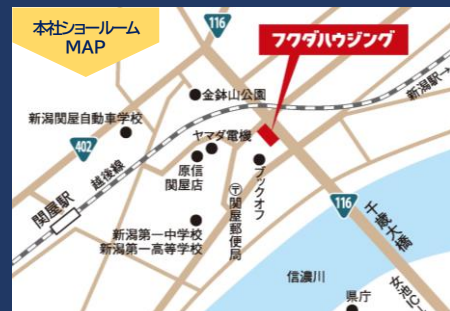 本社ショールーム
MAP
116
フクダハウジング
金鉢山公園
新潟駅→
新潟関屋自動車学校
ヤマダ電機
402
越後線
原信
関屋店
ブックオフ
関屋駅
〒関屋郵便局
116
千歳大橋
新潟第一中学校
新潟第一高等学校
信濃川
県庁
女池IC